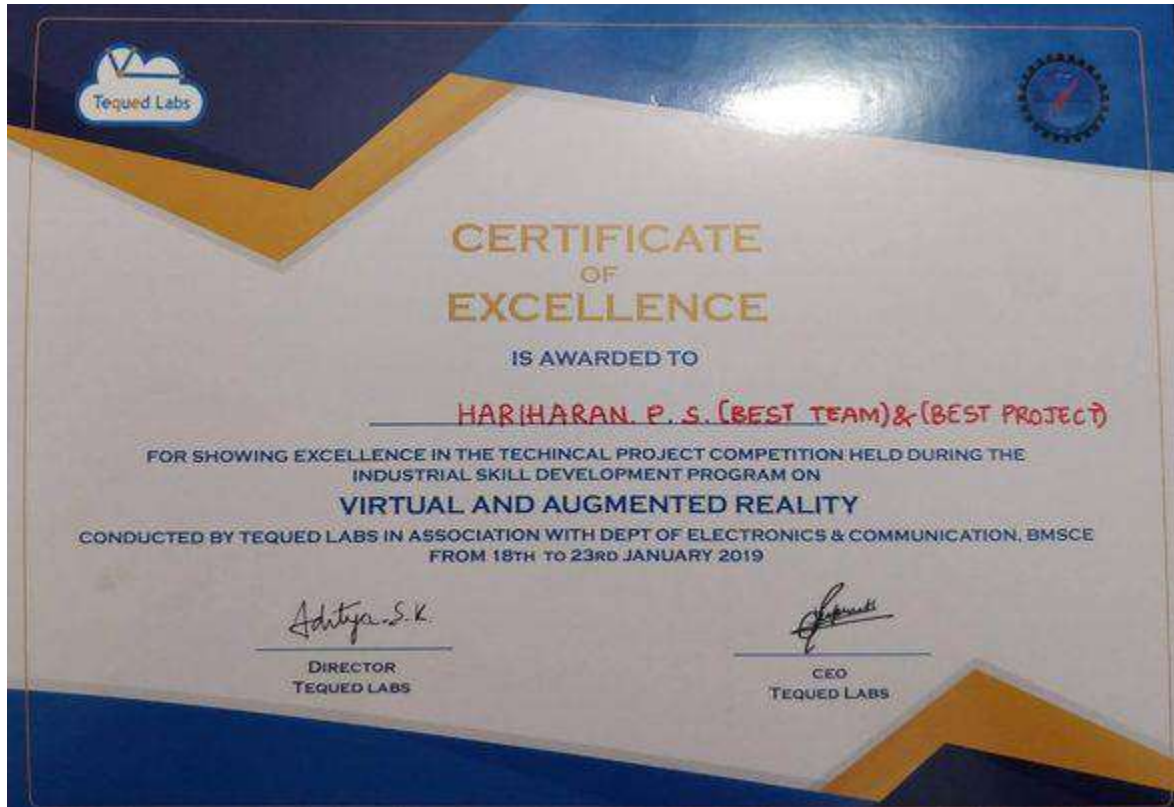 Tequed Labs
CERTIFICATE
OF
EXCELLENCE
IS AWARDED TO
HARIHARAN. P. S. (BEST TEAM) & (BEST PROJECT)
FOR SHOWING EXCELLENCE IN THE TECHINCAL PROJECT COMPETITION HELD DURING THE
INDUSTRIAL SKILL DEVELOPMENT PROGRAM ON
VIRTUAL AND AUGMENTED REALITY
CONDUCTED BY TEQUED LABS IN ASSOCIATION WITH DEPT OF ELECTRONICS & COMMUNICATION, BMSCE
FROM 18TH TO 23RD JANUARY 2019
Aditya.S.K
DIRECTOR
TEQUED LABS
CEO
TEQUED LABS